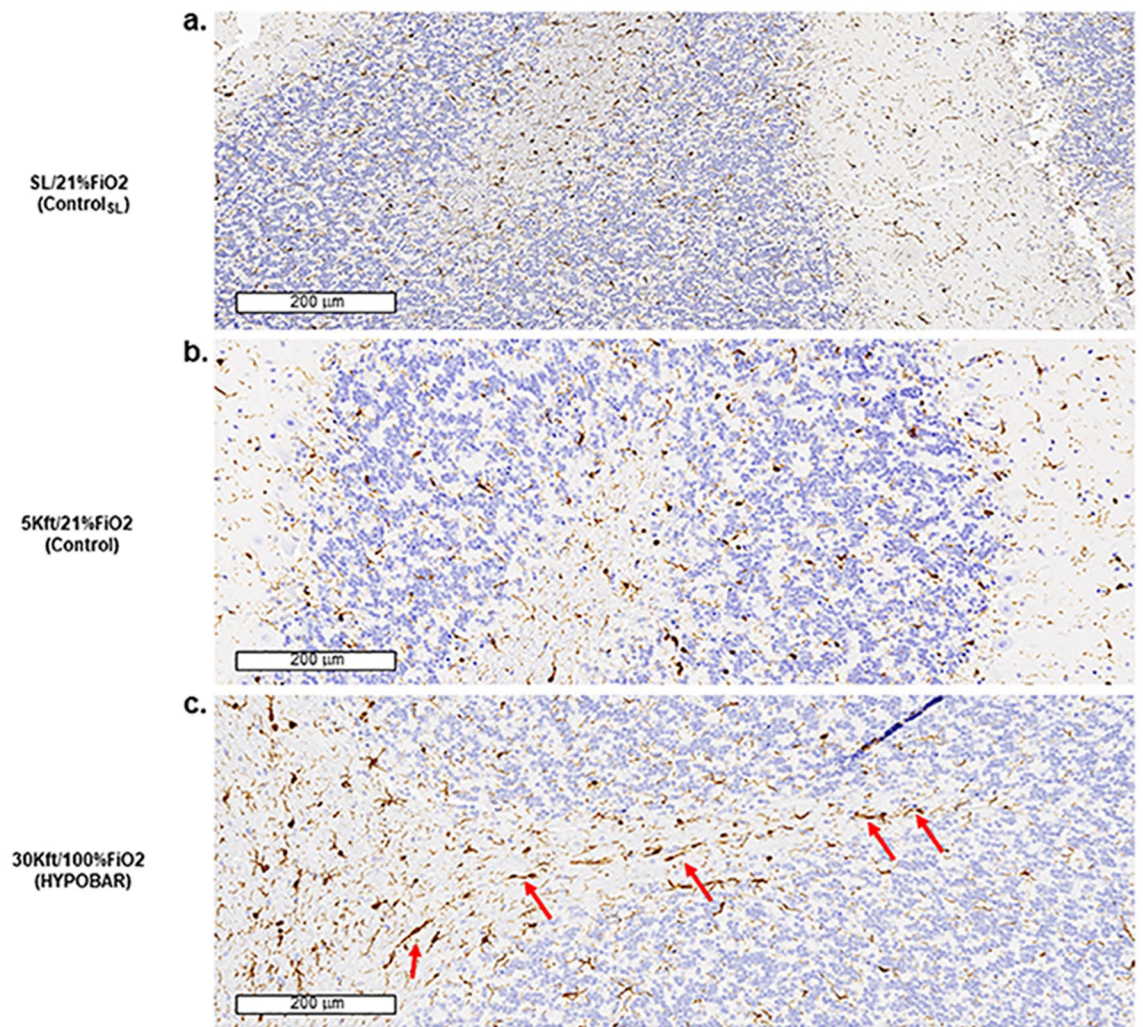 a.
SL/21%FiO2
(ControlSL)
200 µm
b.
5Kft/21%FiO2
(Control)
200 µm
c.
30Kft/100%FiO2
(HYPOBAR)
200 µm